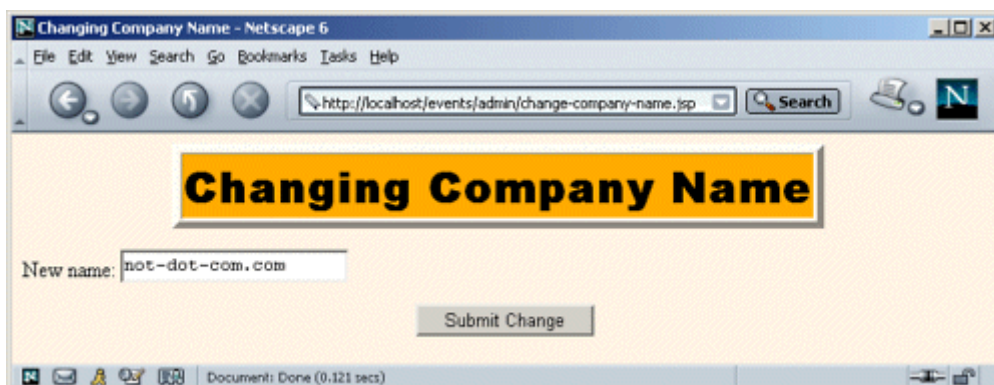 Changing Company Name - Netscape 6
File Edit View Search Go Bookmarks Tasks Help
http://localhost/events/admin/change-company-name.jsp Search N
Changing Company Name
New name: not-dot-com.com
Submit Change
Document: Done (0.121 secs)